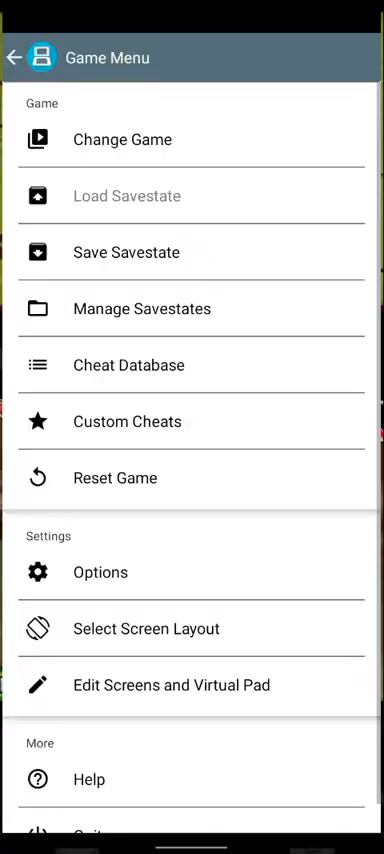 Game Menu
Game
Change Game
Load Savestate
Save Savestate
Manage Savestates
Cheat Database
Custom Cheats
Reset Game
Settings
Options
Select Screen Layout
Edit Screens and Virtual Pad
More
Help